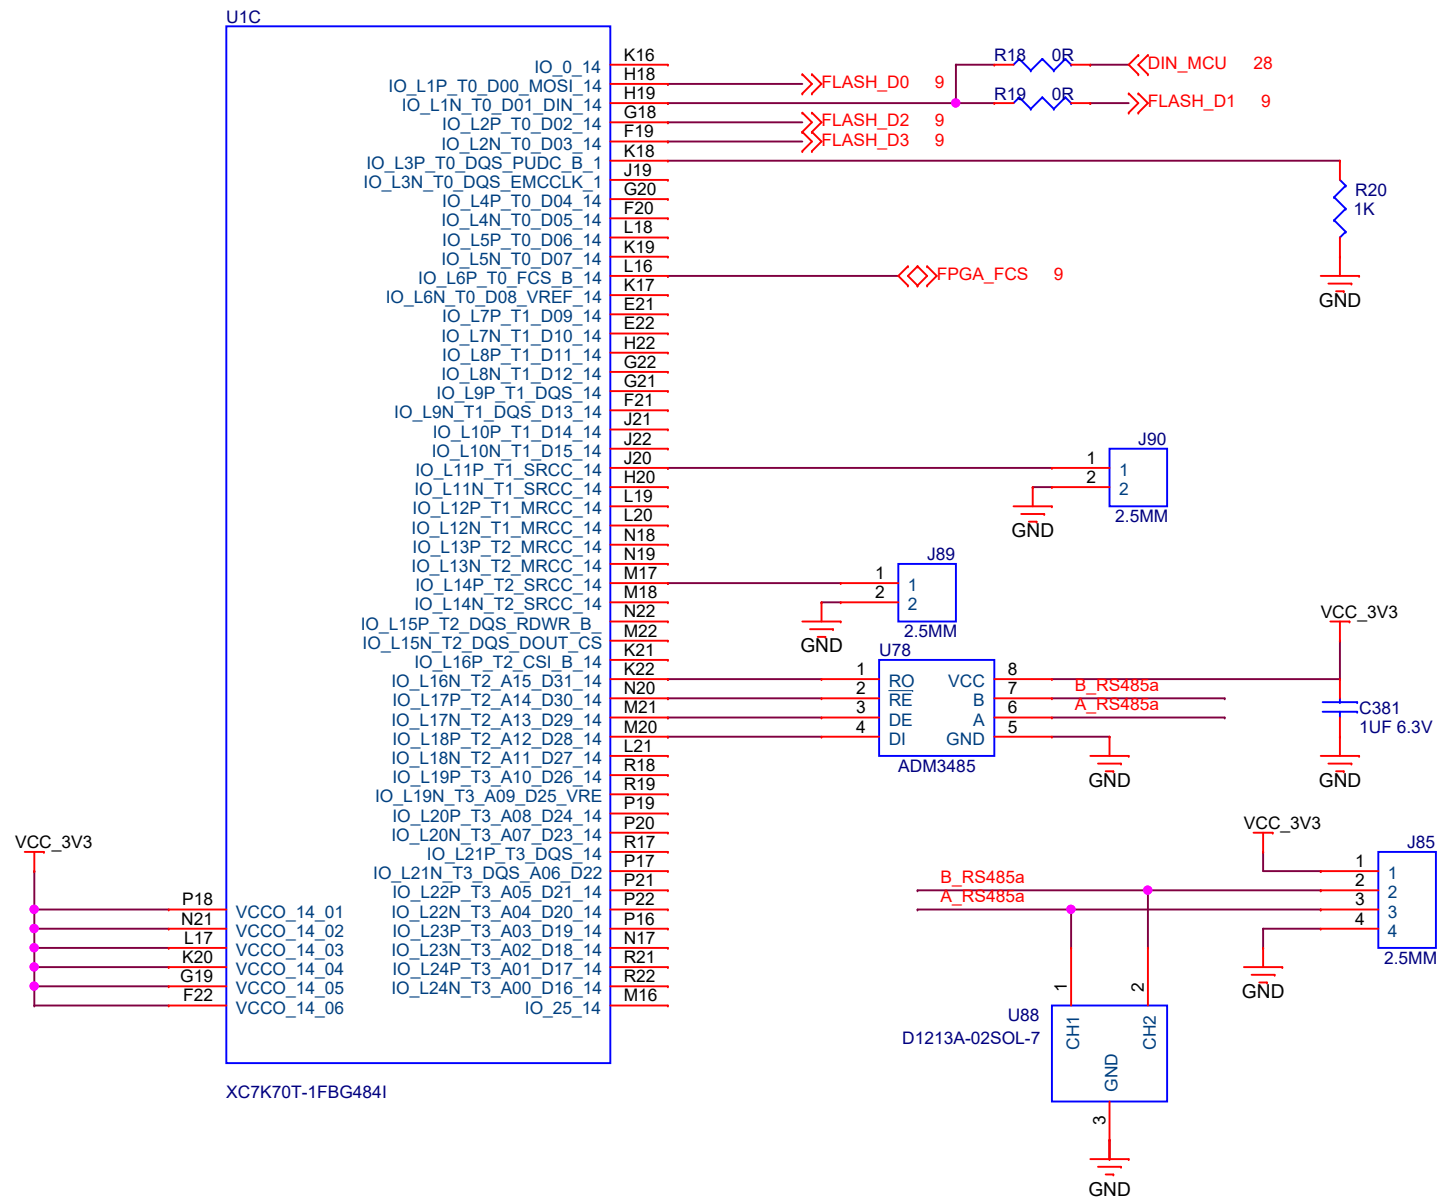 U1C
IO_0_14 K16
IO_L1P_T0_D00_MOSI_14 H18
IO_L1N_T0_D01_DIN_14 H19
IO_L2P_T0_D02_14 G18
IO_L2N_T0_D03_14 F19
IO_L3P_T0_DQS_PUDC_B_1 K18
IO_L3N_T0_DQS_EMCCLK_1 J19
IO_L4P_T0_D04_14 G20
IO_L4N_T0_D05_14 F20
IO_L5P_T0_D06_14 L18
IO_L5N_T0_D07_14 K19
IO_L6P_T0_FCS_B_14 L16
IO_L6N_T0_D08_VREF_14 K17
IO_L7P_T1_D09_14 E21
IO_L7N_T1_D10_14 E22
IO_L8P_T1_D11_14 H22
IO_L8N_T1_D12_14 G22
IO_L9P_T1_DQS_14 G21
IO_L9N_T1_DQS_D13_14 F21
IO_L10P_T1_D14_14 J21
IO_L10N_T1_D15_14 J22
IO_L11P_T1_SRCC_14 J20
IO_L11N_T1_SRCC_14 H20
IO_L12P_T1_MRCC_14 L19
IO_L12N_T1_MRCC_14 L20
IO_L13P_T2_MRCC_14 N18
IO_L13N_T2_MRCC_14 N19
IO_L14P_T2_SRCC_14 M17
IO_L14N_T2_SRCC_14 M18
IO_L15P_T2_DQS_RDWR_B_ N22
IO_L15N_T2_DQS_DOUT_CS M22
IO_L16P_T2_CSI_B_14 K21
IO_L16N_T2_A15_D31_14 K22
IO_L17P_T2_A14_D30_14 N20
IO_L17N_T2_A13_D29_14 M21
IO_L18P_T2_A12_D28_14 M20
IO_L18N_T2_A11_D27_14 L21
IO_L19P_T3_A10_D26_14 R18
IO_L19N_T3_A09_D25_VRE R19
IO_L20P_T3_A08_D24_14 P19
IO_L20N_T3_A07_D23_14 P20
IO_L21P_T3_DQS_14 R17
IO_L21N_T3_DQS_A06_D22 P17
IO_L22P_T3_A05_D21_14 P21
IO_L22N_T3_A04_D20_14 P22
IO_L23P_T3_A03_D19_14 P16
IO_L23N_T3_A02_D18_14 N17
IO_L24P_T3_A01_D17_14 R21
IO_L24N_T3_A00_D16_14 R22
IO_25_14 M16
VCC_3V3
P18 VCCO_14_01
N21 VCCO_14_02
L17 VCCO_14_03
K20 VCCO_14_04
G19 VCCO_14_05
F22 VCCO_14_06
XC7K70T-1FBG484I
R18 0R DIN_MCU 28
FLASH_D0 9
R19 0R FLASH_D1 9
FLASH_D2 9
FLASH_D3 9
R20
1K
GND
FPGA_FCS 9
J90
1 1
2 2
2.5MM
GND
J89
1 1
2 2
2.5MM
GND
U78
1 RO VCC 8
2 RE B 7 B_RS485a
3 DE A 6 A_RS485a
4 DI GND 5
ADM3485
GND
VCC_3V3
C381
1UF 6.3V
GND
VCC_3V3
J85
1 1
B_RS485a 2 2
A_RS485a 3 3
4 4
2.5MM
GND
1 2
U88
D1213A-02SOL-7
CH1 GND CH2
3
GND